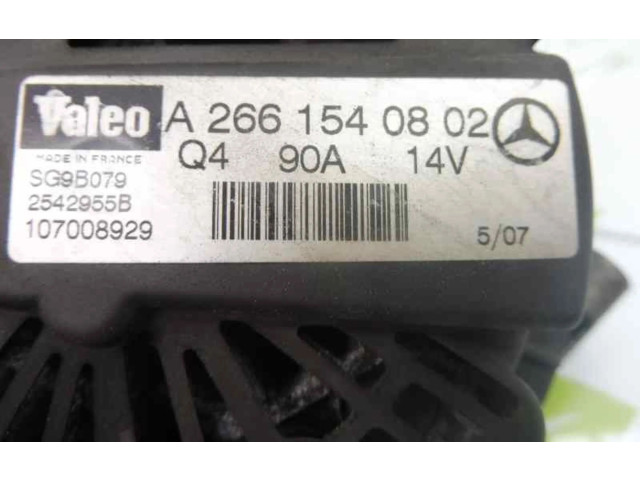 Valeo A 266 154 08 02
MADE IN FRANCE Q4 90A 14V
SG9B079
2542955B
107008929 5/07